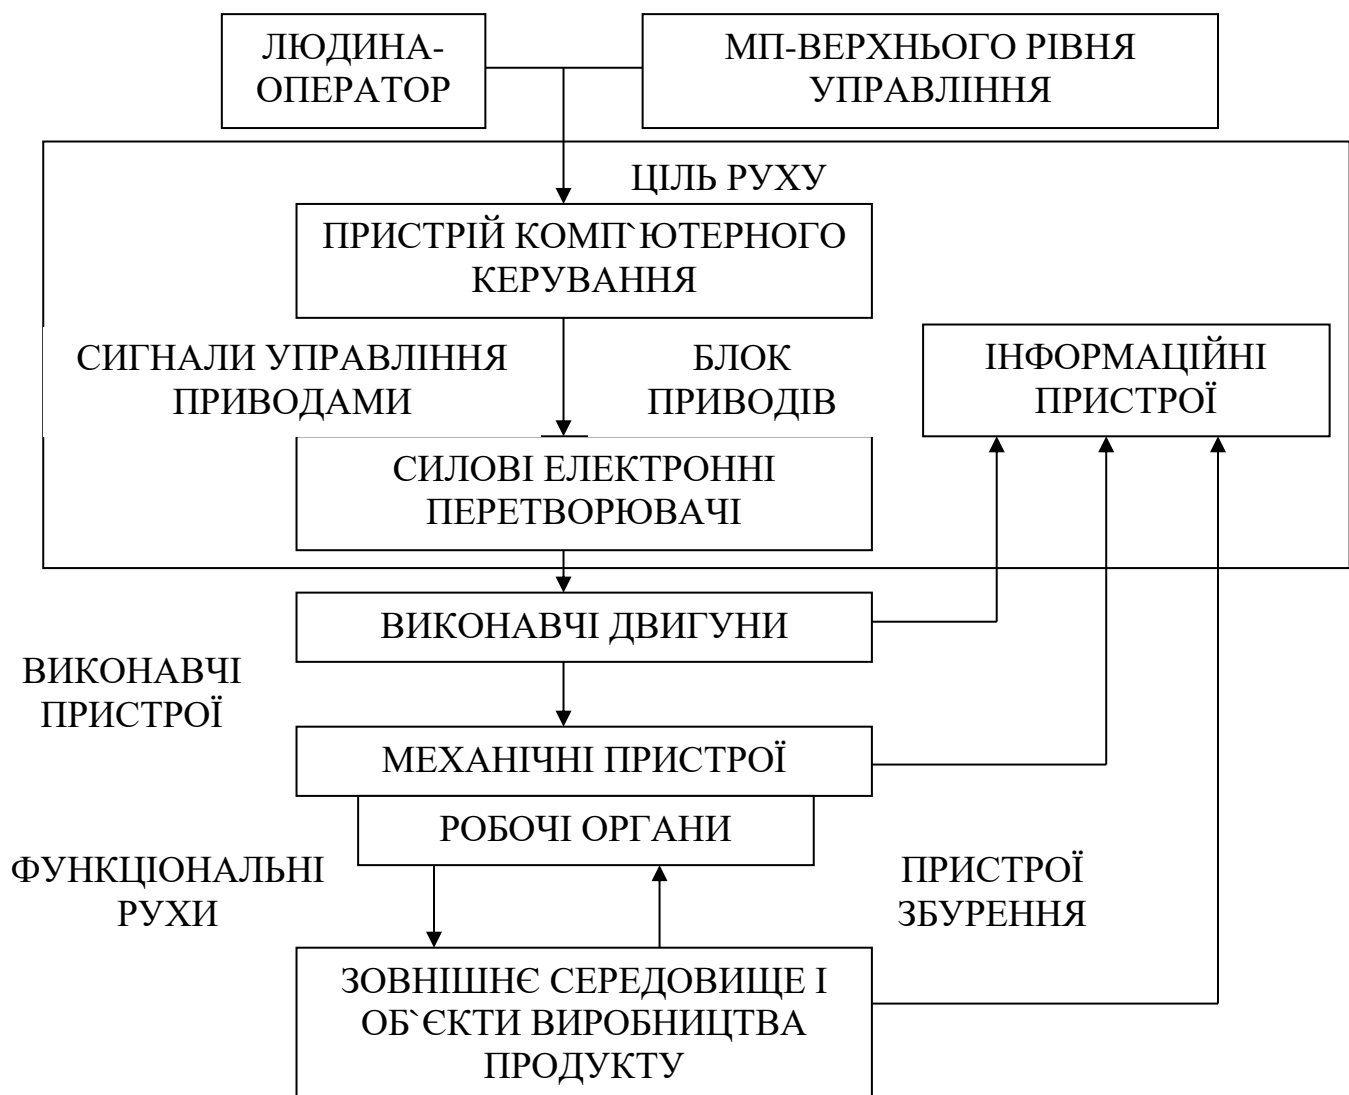 ЛЮДИНА-
ОПЕРАТОР
МП-ВЕРХНЬОГО РІВНЯ
УПРАВЛІННЯ
ЦІЛЬ РУХУ
ПРИСТРІЙ КОМП`ЮТЕРНОГО
КЕРУВАННЯ
СИГНАЛИ УПРАВЛІННЯ
ПРИВОДАМИ
БЛОК
ПРИВОДІВ
ІНФОРМАЦІЙНІ
ПРИСТРОЇ
СИЛОВІ ЕЛЕКТРОННІ
ПЕРЕТВОРЮВАЧІ
ВИКОНАВЧІ ДВИГУНИ
ВИКОНАВЧІ
ПРИСТРОЇ
МЕХАНІЧНІ ПРИСТРОЇ
РОБОЧІ ОРГАНИ
ФУНКЦІОНАЛЬНІ
РУХИ
ПРИСТРОЇ
ЗБУРЕННЯ
ЗОВНІШНЄ СЕРЕДОВИЩЕ І
ОБ`ЄКТИ ВИРОБНИЦТВА
ПРОДУКТУ